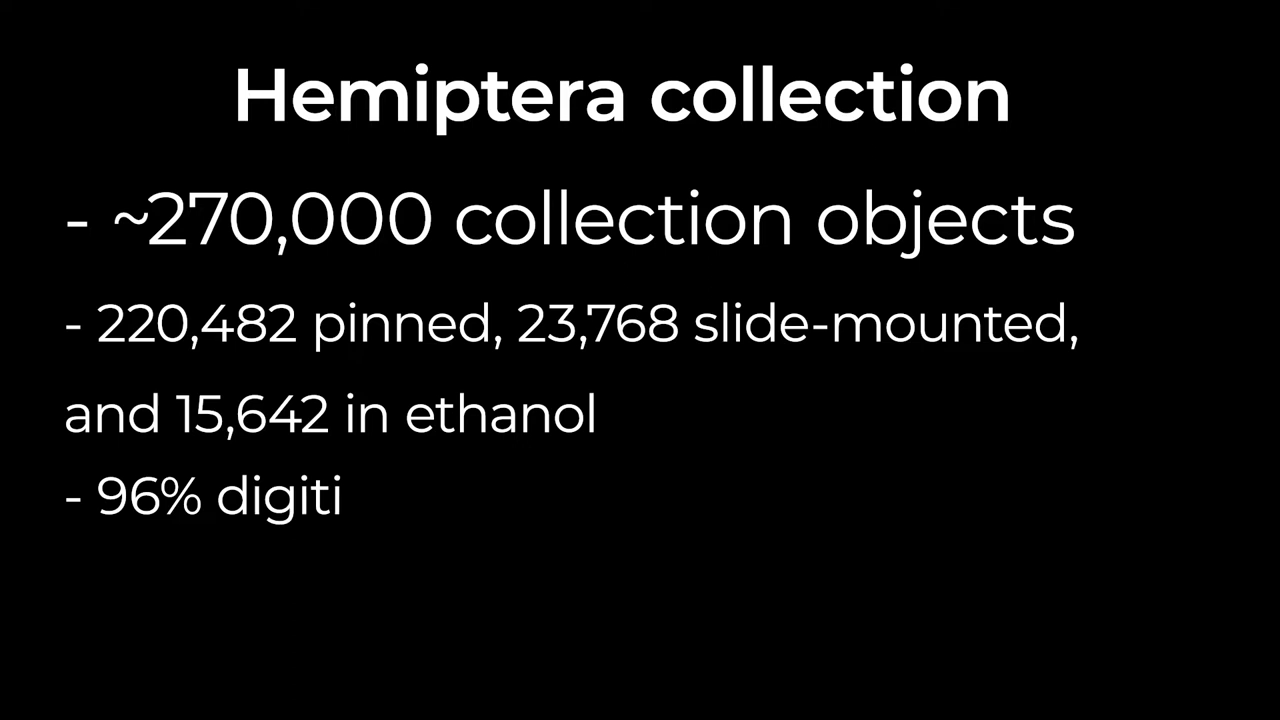 Hemiptera collection
- ~270,000 collection objects
- 220,482 pinned, 23,768 slide-mounted,
and 15,642 in ethanol
- 96% digiti